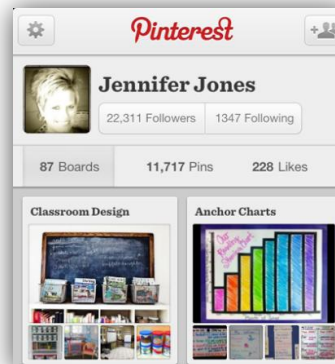 Pinterest
Jennifer Jones
22,311 Followers 1347 Following
87 Boards 11,717 Pins 228 Likes
Classroom Design Anchor Charts